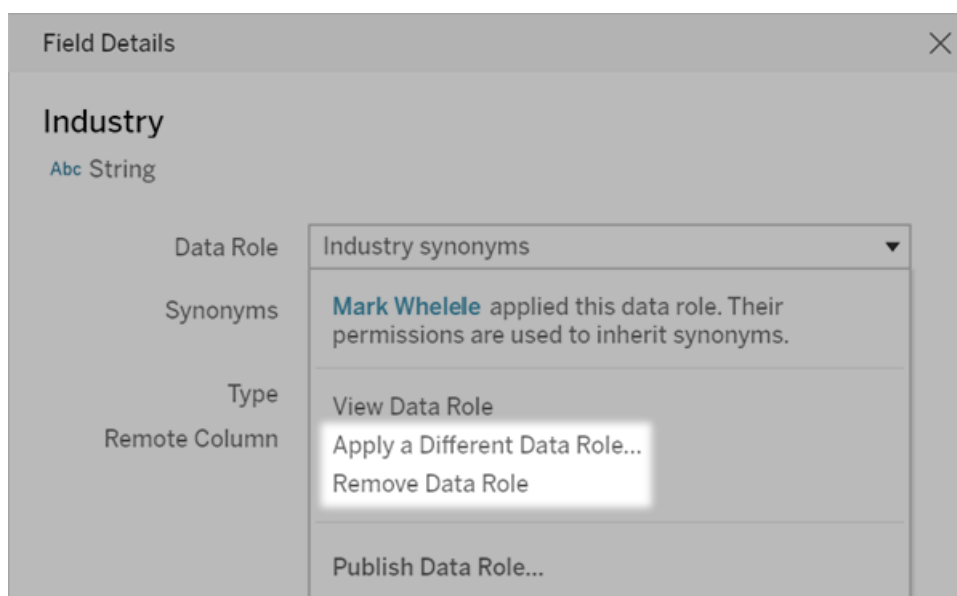 Field Details
Industry
Abc String
Data Role Industry synonyms
Synonyms Mark Whelele applied this data role. Their
permissions are used to inherit synonyms.
Type View Data Role
Remote Column Apply a Different Data Role...
Remove Data Role
Publish Data Role...